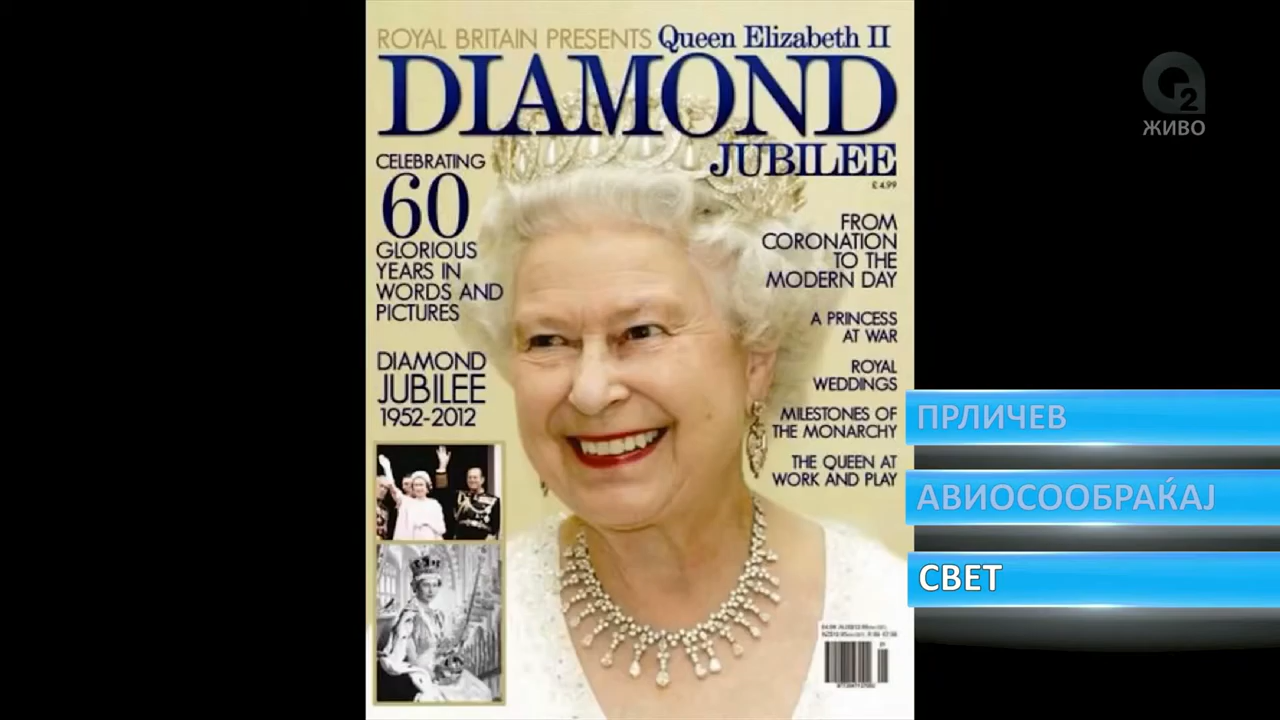 ROYAL BRITAIN PRESENTS Queen Elizabeth II
DIAMOND
JUBILEE
£4.99
CELEBRATING
60
GLORIOUS
YEARS IN
WORDS AND
PICTURES
DIAMOND
JUBILEE
1952-2012
FROM
CORONATION
TO THE
MODERN DAY
A PRINCESS
AT WAR
ROYAL
WEDDINGS
MILESTONES OF
THE MONARCHY
THE QUEEN AT
WORK AND PLAY
2
ЖИВО
ПРЛИЧЕВ
АВИОСООБРАЌАЈ
СВЕТ